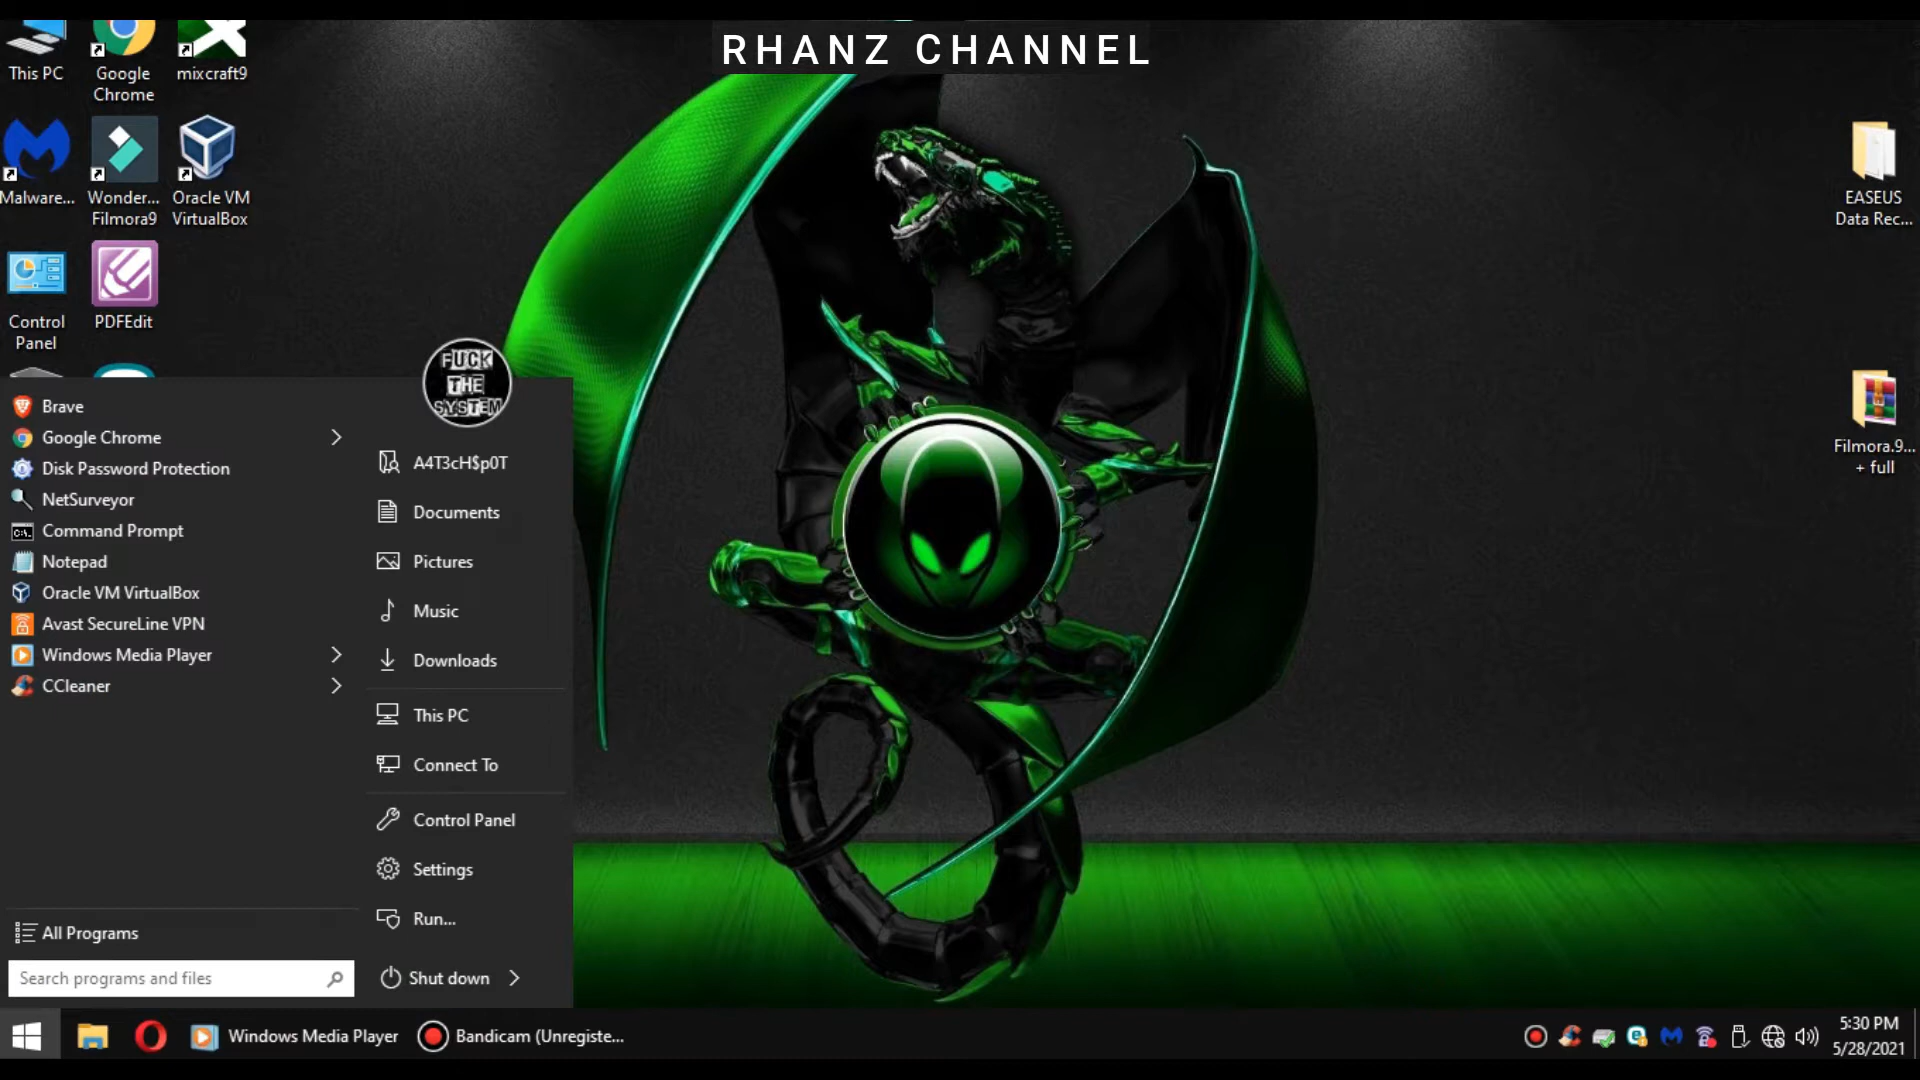 RHANZ CHANNEL
This PC
Google
Chrome
mixcraft9
Malware...
Wonder...
Filmora9
Oracle VM
VirtualBox
EASEUS
Data Rec...
Control
Panel
PDFEdit
Filmora.9...
+ full
FUCK
THE
SYSTEM
Brave
Google Chrome
Disk Password Protection
NetSurveyor
Command Prompt
Notepad
Oracle VM VirtualBox
Avast SecureLine VPN
Windows Media Player
CCleaner
All Programs
Search programs and files
A4T3cH$p0T
Documents
Pictures
Music
Downloads
This PC
Connect To
Control Panel
Settings
Run...
Shut down
Windows Media Player
Bandicam (Unregiste...
5:30 PM
5/28/2021